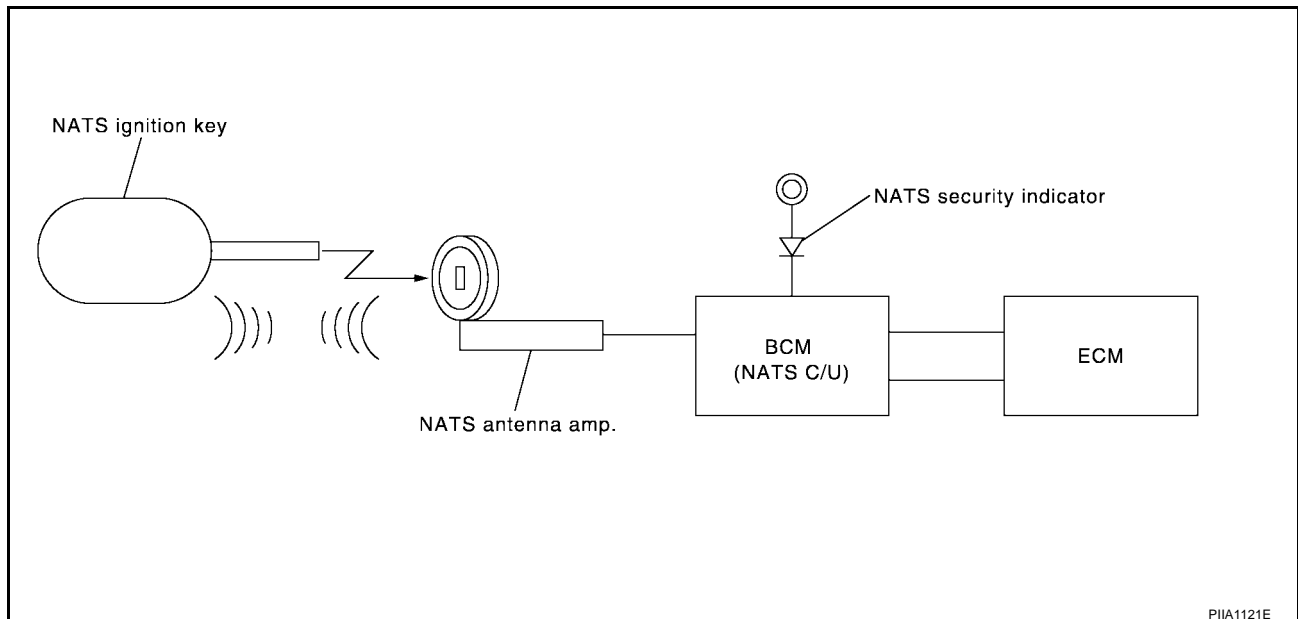 NATS ignition key
NATS security indicator
BCM
(NATS C/U)
ECM
NATS antenna amp.
PIIA1121E